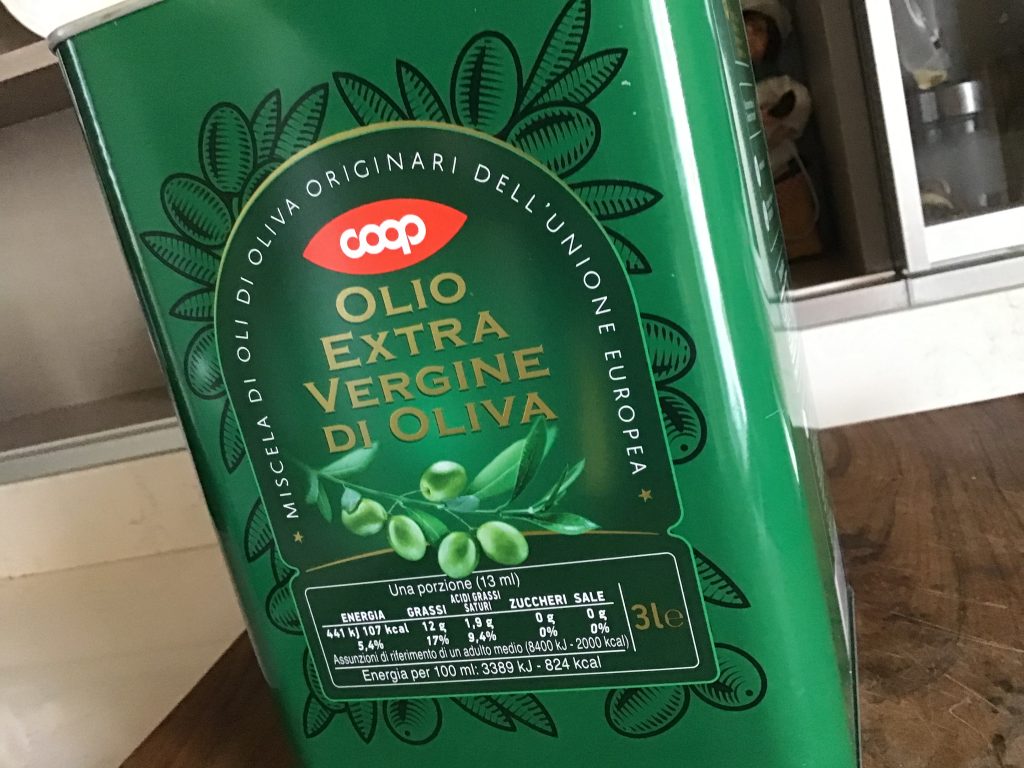 MISCELA DI OLI DI OLIVA ORIGINARI DELL'UNIONE EUROPEA
coop
OLIO
EXTRA
VERGINE
DI OLIVA
Una porzione (13 ml)
ENERGIA GRASSI ACIDI GRASSI SATURI ZUCCHERI SALE
441 kJ 107 kcal 12 g 1,9 g 0 g 0 g
5,4% 17% 9,4% 0% 0%
Assunzioni di riferimento di un adulto medio (8400 kJ - 2000 kcal)
Energia per 100 ml: 3389 kJ - 824 kcal
3l e